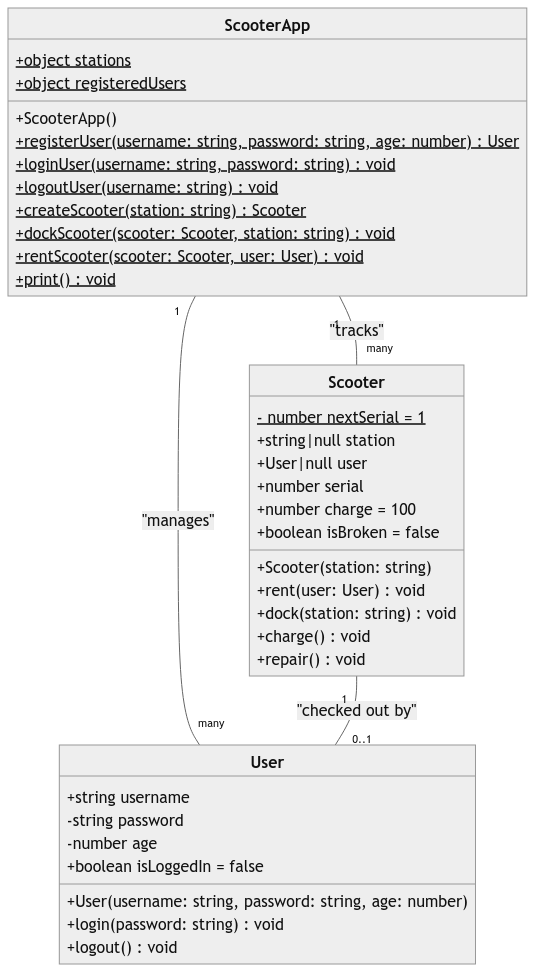 ScooterApp
+object stations
+object registeredUsers
+ScooterApp()
+registerUser(username: string, password: string, age: number) : User
+loginUser(username: string, password: string) : void
+logoutUser(username: string) : void
+createScooter(station: string) : Scooter
+dockScooter(scooter: Scooter, station: string) : void
+rentScooter(scooter: Scooter, user: User) : void
+print() : void
1
1
"tracks"
many
Scooter
- number nextSerial = 1
+string|null station
+User|null user
+number serial
+number charge = 100
+boolean isBroken = false
"manages"
+Scooter(station: string)
+rent(user: User) : void
+dock(station: string) : void
+charge() : void
+repair() : void
1
"checked out by"
many
0..1
User
+string username
-string password
-number age
+boolean isLoggedIn = false
+User(username: string, password: string, age: number)
+login(password: string) : void
+logout() : void